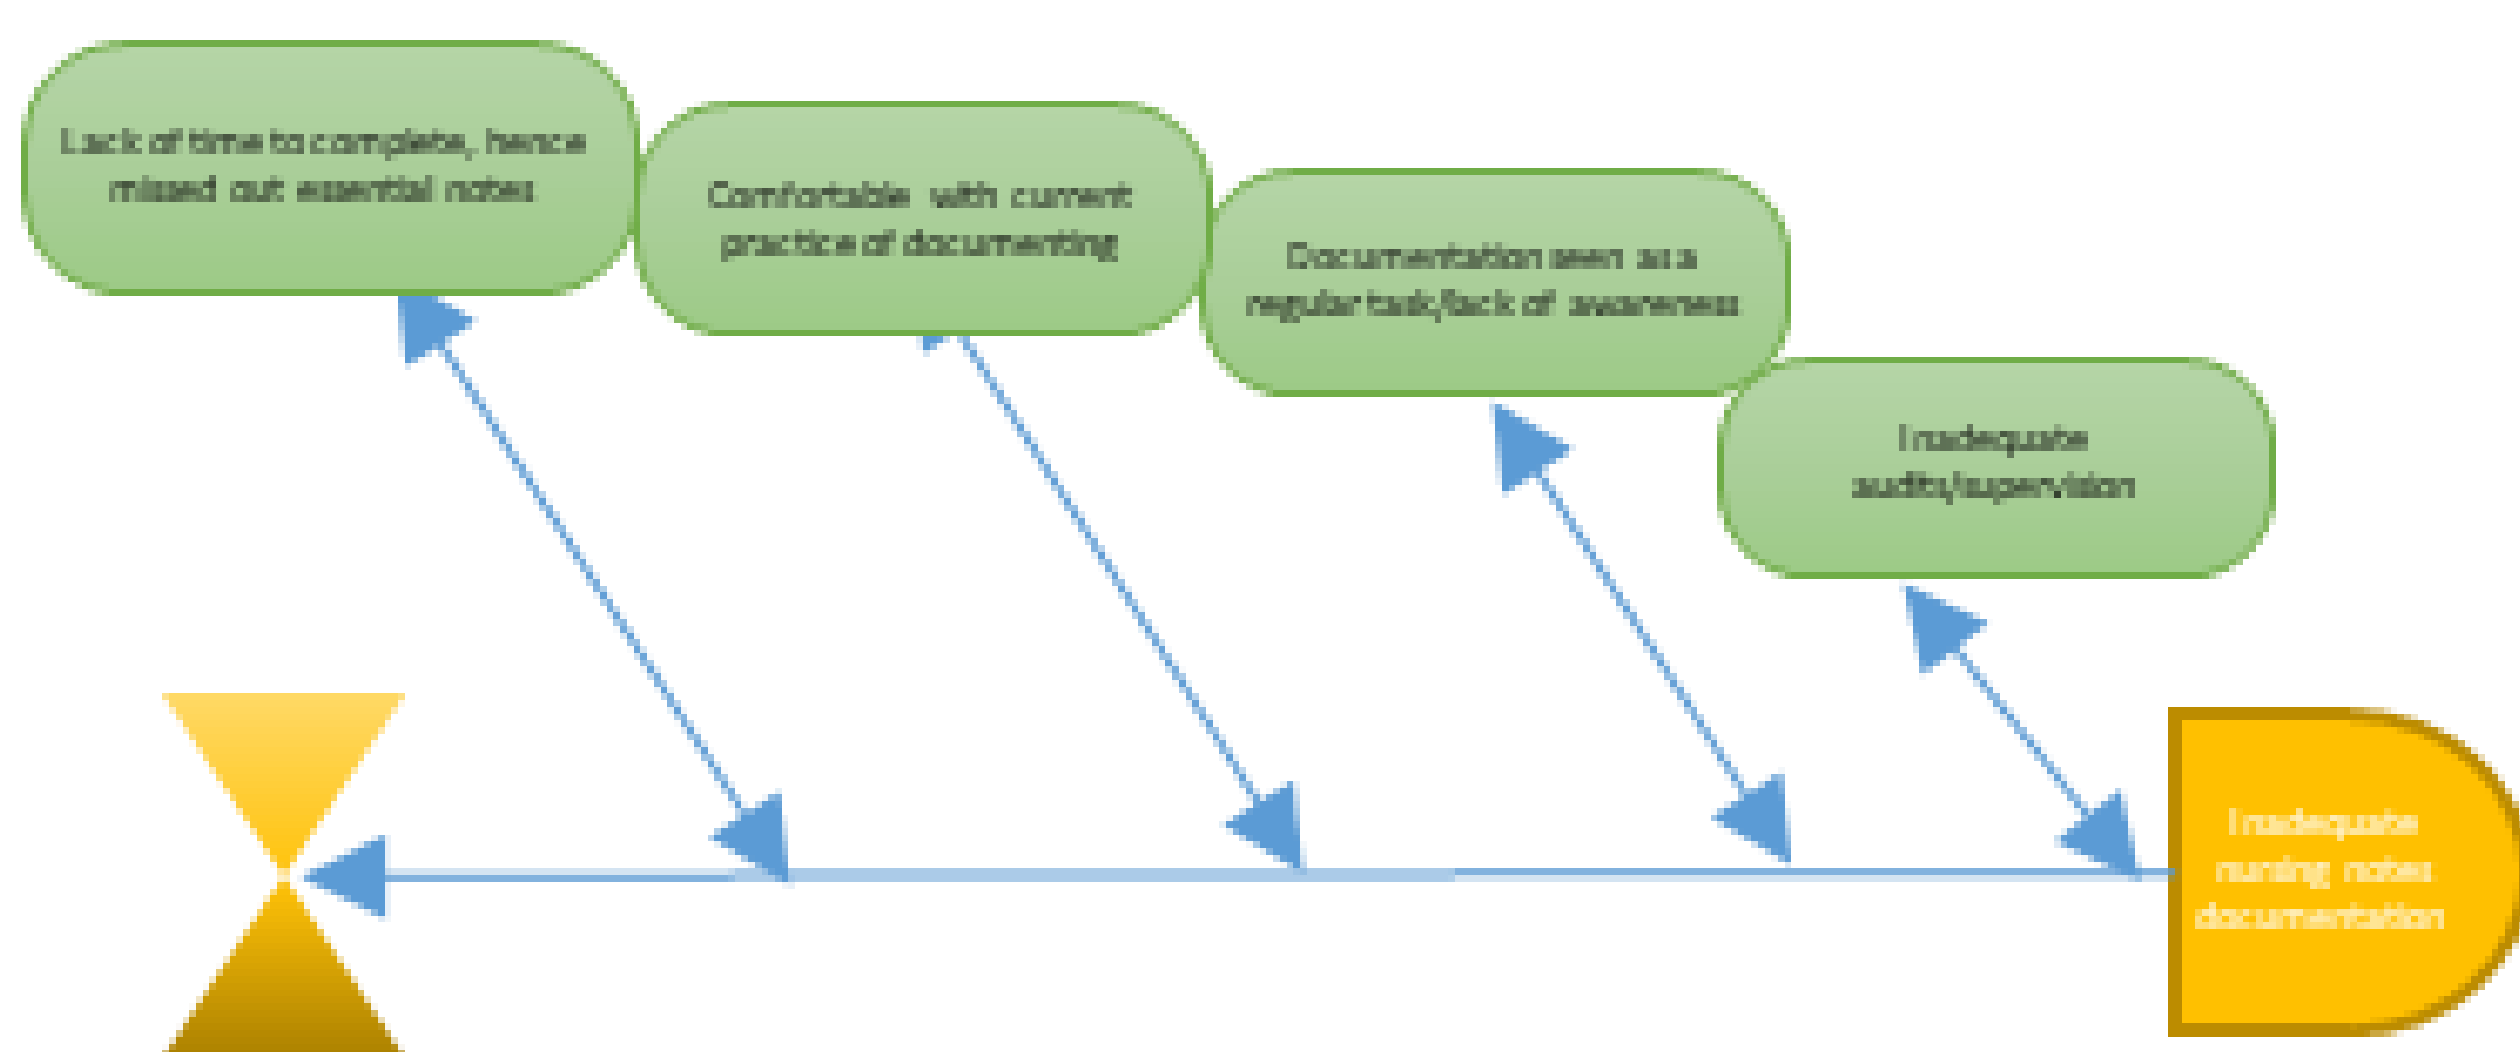 Lack of time to complete, hence
missed out essential notes
Comfortable with current
practice of documenting
Documentation seen as a
regular task/lack of awareness
Inadequate
audits/supervision
Inadequate
nursing notes
documentation